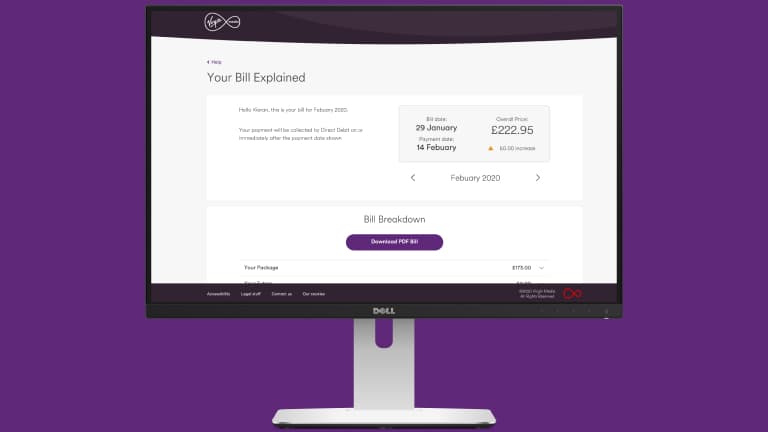 Virgin media
Help
Your Bill Explained
Hello Kieran, this is your bill for Febuary 2020.
Your payment will be collected by Direct Debit on or
immediately after the payment date shown
Bill date:
29 January
Payment date:
14 Febuary
Overall Price:
£222.95
£0.00 increase
Febuary 2020
Bill Breakdown
Download PDF Bill
Your Package
£175.00
Accessibility
Legal stuff
Contact us
Our cookies
Virgin Media
All Rights Reserved
DELL